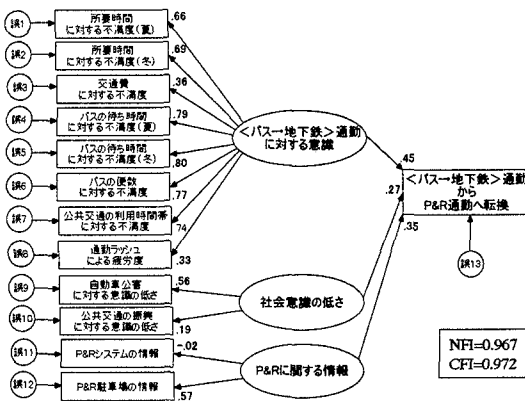 誤1
所要時間
に対する不満度(夏)
.66
誤2
所要時間
に対する不満度(冬)
.69
誤3
交通費
に対する不満度
.36
誤4
バスの待ち時間
に対する不満度(夏)
.79
誤5
バスの待ち時間
に対する不満度(冬)
.80
誤6
バスの便数
に対する不満度
.77
誤7
公共交通の利用時間帯
に対する不満度
.74
誤8
通勤ラッシュ
による疲労度
.33
誤9
自動車公害
に対する意識の低さ
.56
誤10
公共交通の振興
に対する意識の低さ
.19
誤11
P&Rシステムの情報
-.02
誤12
P&R駐車場の情報
.57
<バス→地下鉄>通勤
に対する意識
社会意識の低さ
P&Rに関する情報
.45
.27
.35
<バス→地下鉄>通勤
から
P&R通勤へ転換
誤13
NFI=0.967
CFI=0.972